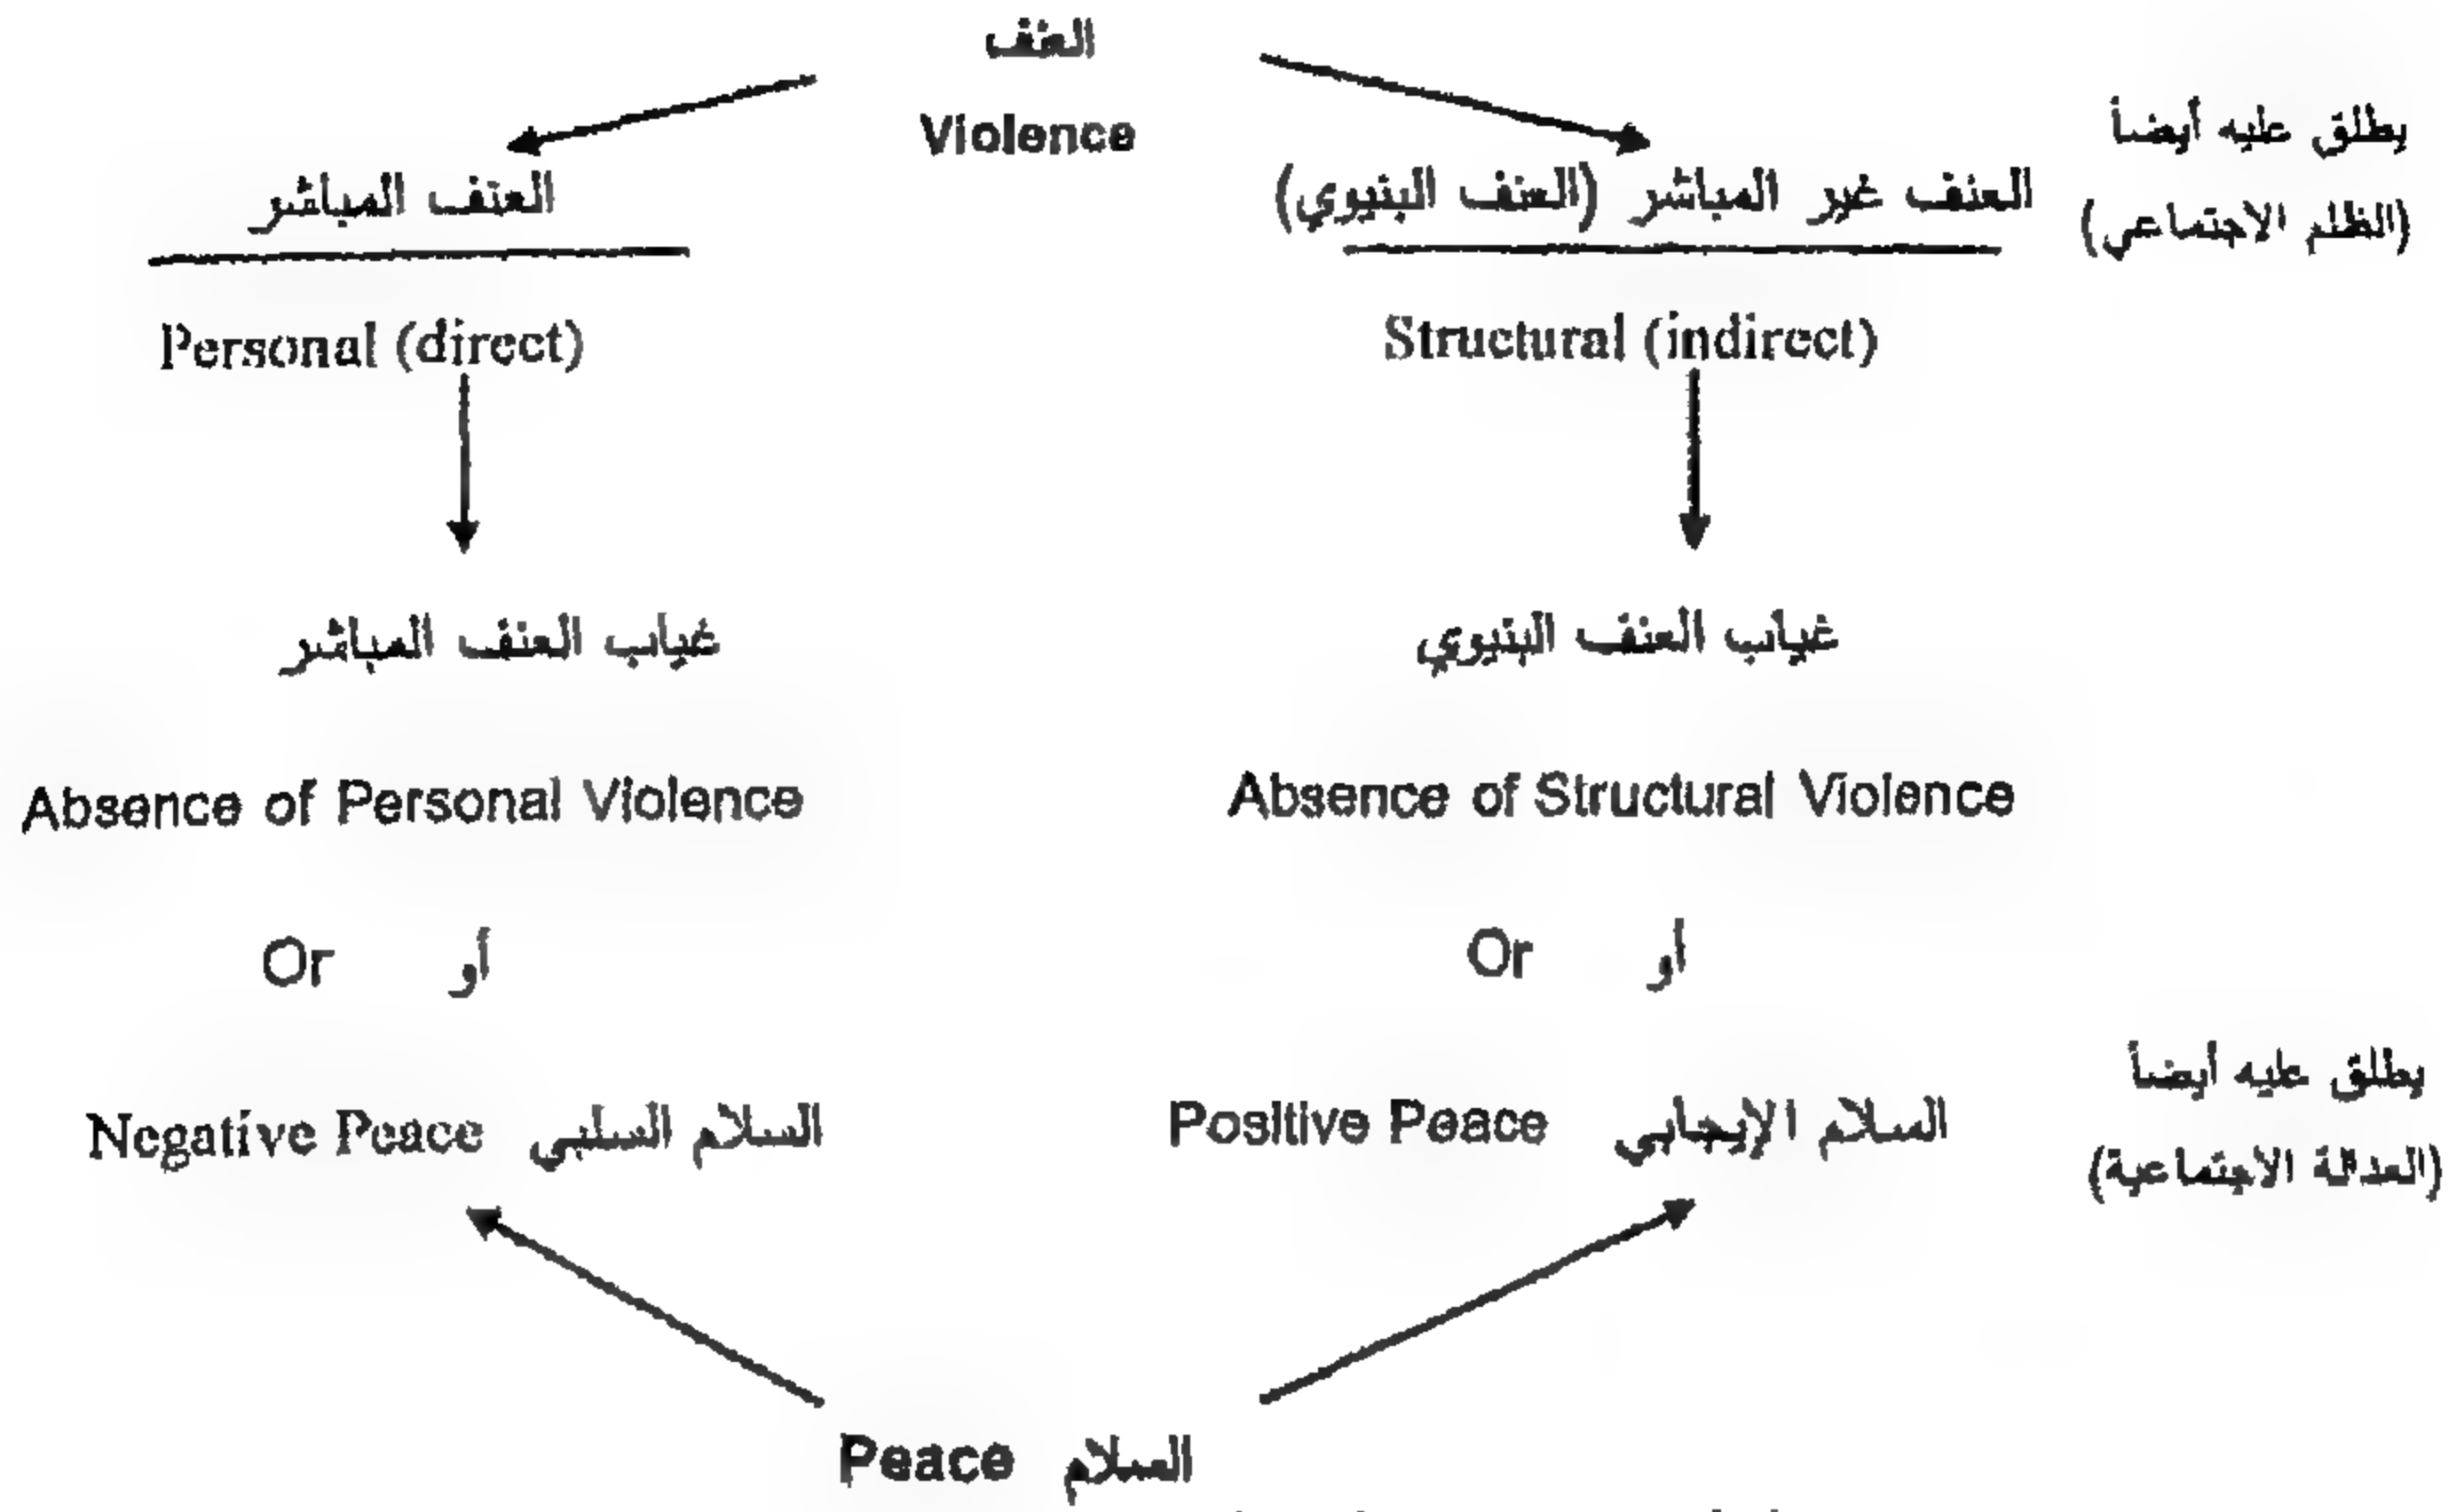 العنف
Violence
العنف المباشر
العنف غير المباشر (العنف البنيوي)
يطلق عليه أيضاً
(الظلم الاجتماعي)
Personal (direct)
Structural (indirect)
غياب العنف المباشر
غياب العنف البنيوي
Absence of Personal Violence
Absence of Structural Violence
Or أو
Or أو
Negative Peace السلام السلبي
Positive Peace السلام الإيجابي
يطلق عليه أيضاً
(العدالة الاجتماعية)
Peace السلام